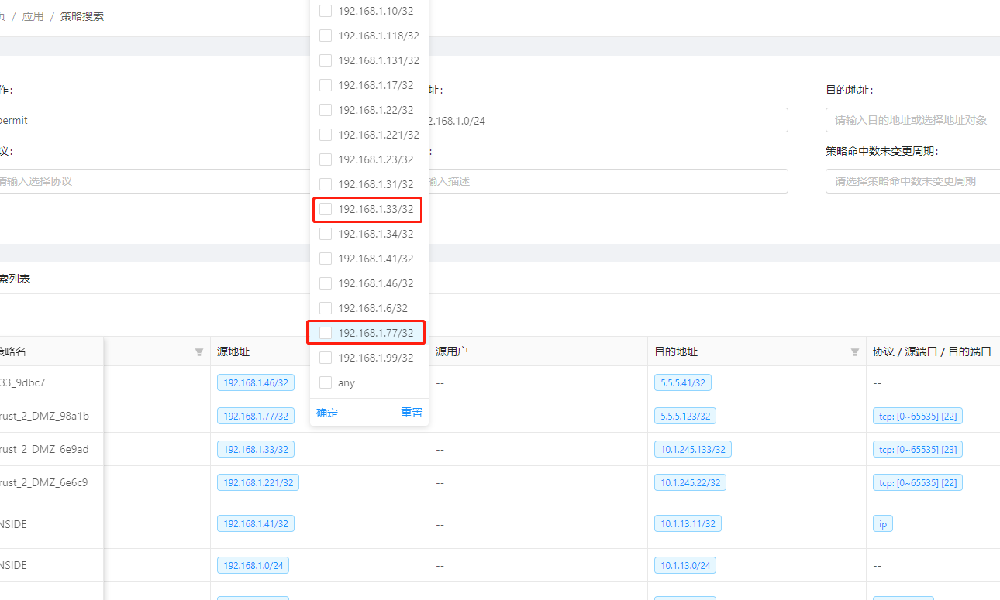 页 / 应用 / 策略搜索
192.168.1.10/32
192.168.1.118/32
192.168.1.131/32
192.168.1.17/32
192.168.1.22/32
192.168.1.221/32
192.168.1.23/32
192.168.1.31/32
192.168.1.33/32
192.168.1.34/32
192.168.1.41/32
192.168.1.46/32
192.168.1.6/32
192.168.1.77/32
192.168.1.99/32
any
确定 重置
作: 址: 目的地址:
permit 2.168.1.0/24 请输入目的地址或选择地址对象
议: : 策略命中数未变更周期:
请输入选择协议 输入描述 请选择策略命中数未变更周期
索列表
策略名 源地址 源用户 目的地址 协议 / 源端口 / 目的端口
33_9dbc7 192.168.1.46/32 -- 5.5.5.41/32 --
rust_2_DMZ_98a1b 192.168.1.77/32 -- 5.5.5.123/32 tcp: [0~65535] [22]
rust_2_DMZ_6e9ad 192.168.1.33/32 -- 10.1.245.133/32 tcp: [0~65535] [23]
rust_2_DMZ_6e6c9 192.168.1.221/32 -- 10.1.245.22/32 tcp: [0~65535] [22]
NSIDE 192.168.1.41/32 -- 10.1.13.11/32 ip
NSIDE 192.168.1.0/24 -- 10.1.13.0/24 --